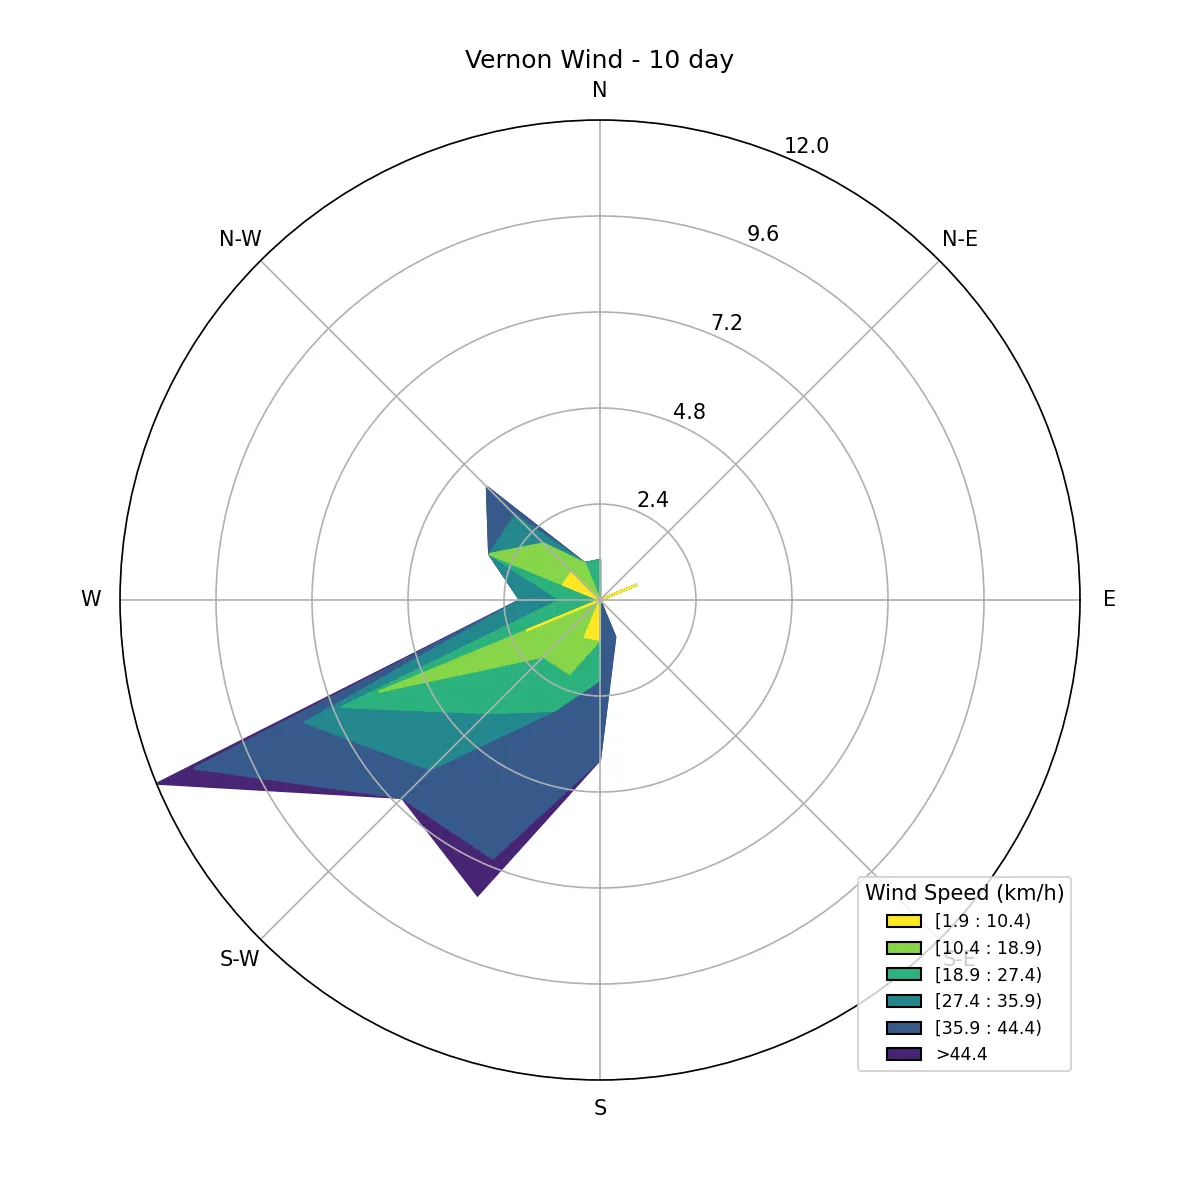 Vernon Wind - 10 day
N
12.0
N-W
9.6
N-E
7.2
4.8
2.4
W
E
S-W
S-E
S
Wind Speed (km/h)
[1.9 : 10.4)
[10.4 : 18.9)
[18.9 : 27.4)
[27.4 : 35.9)
[35.9 : 44.4)
>44.4